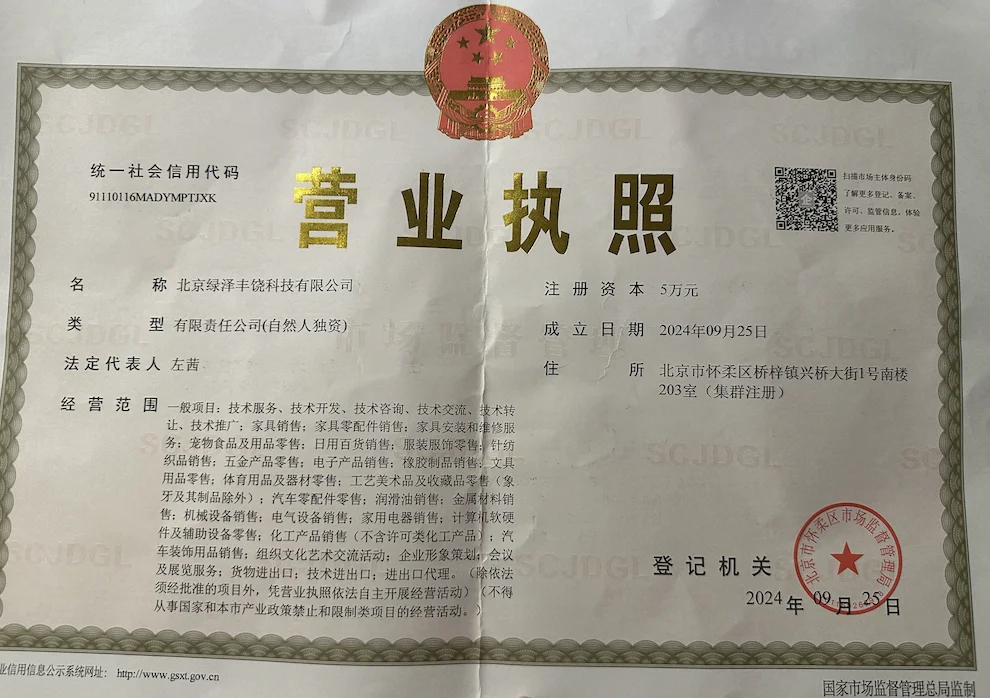 统一社会信用代码
91110116MADYMPTJXK
营业执照
扫描市场主体身份码
了解更多登记、备案、
许可、监管信息，体验
更多应用服务。
名称 北京绿泽丰饶科技有限公司
类型 有限责任公司(自然人独资)
法定代表人 左茜
经营范围 一般项目：技术服务、技术开发、技术咨询、技术交流、技术转
让、技术推广；家具销售；家具零配件销售；家具安装和维修服
务；宠物食品及用品零售；日用百货销售；服装服饰零售；针纺
织品销售；五金产品零售；电子产品销售；橡胶制品销售；文具
用品零售；体育用品及器材零售；工艺美术品及收藏品零售（象
牙及其制品除外）；汽车零配件零售；润滑油销售；金属材料销
售；机械设备销售；电气设备销售；家用电器销售；计算机软硬
件及辅助设备零售；化工产品销售（不含许可类化工产品）；汽
车装饰用品销售；组织文化艺术交流活动；企业形象策划；会议
及展览服务；货物进出口；技术进出口；进出口代理。（除依法
须经批准的项目外，凭营业执照依法自主开展经营活动）（不得
从事国家和本市产业政策禁止和限制类项目的经营活动。）
注册资本 5万元
成立日期 2024年09月25日
住所 北京市怀柔区桥梓镇兴桥大街1号南楼
203室（集群注册）
登记机关
北京市怀柔区市场监督管理局
2024年09月25日
业信用信息公示系统网址： http://www.gsxt.gov.cn
国家市场监督管理总局监制